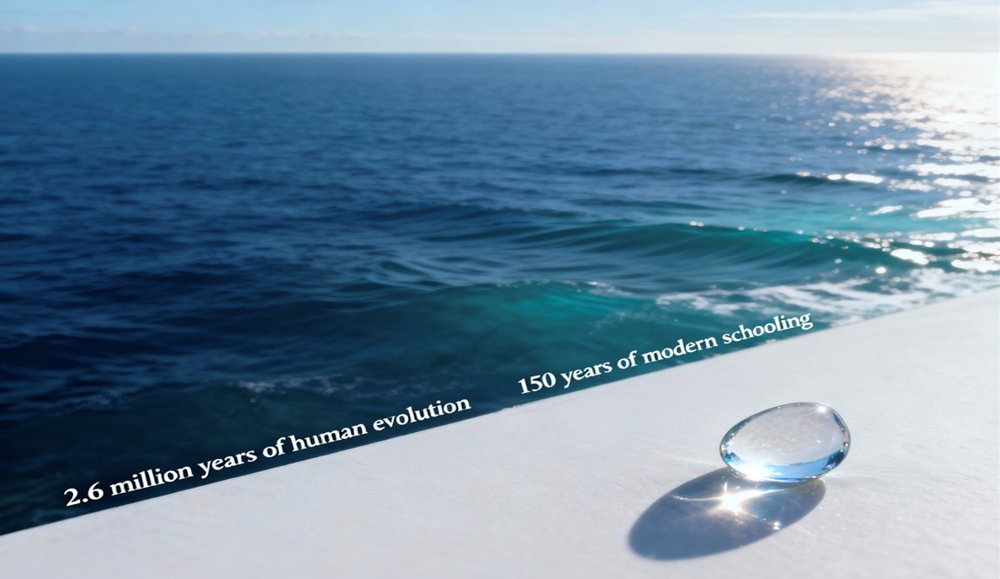 2.6 million years of human evolution
150 years of modern schooling